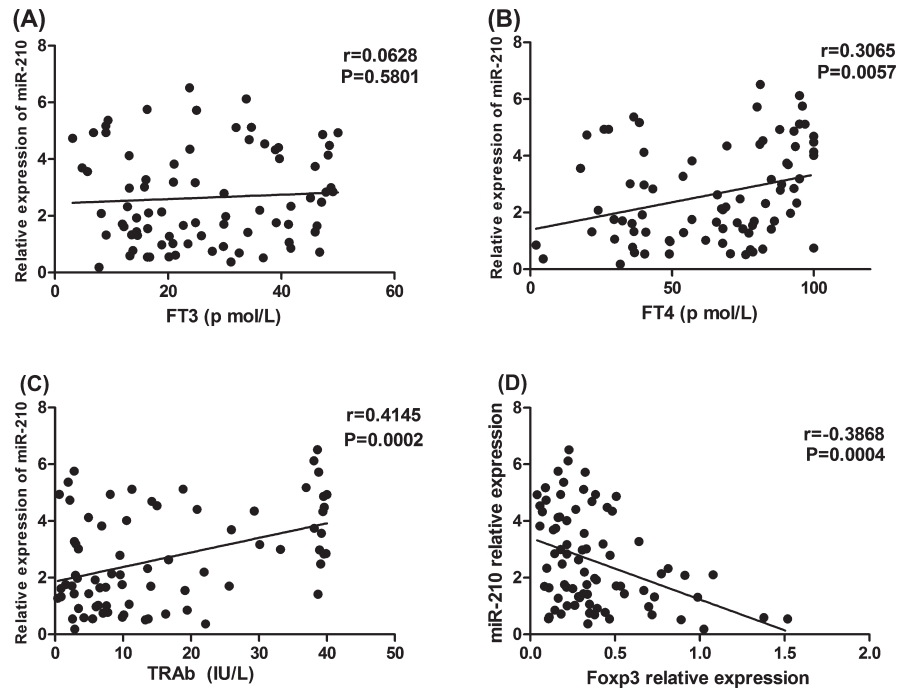 (A)
r=0.0628
P=0.5801
Relative expression of miR-210
8
6
4
2
0
0 20 40 60
FT3 (p mol/L)
(B)
r=0.3065
P=0.0057
Relative expression of miR-210
8
6
4
2
0
0 50 100
FT4 (p mol/L)
(C)
r=0.4145
P=0.0002
Relative expression of miR-210
8
6
4
2
0
0 10 20 30 40 50
TRAb (IU/L)
(D)
r=-0.3868
P=0.0004
miR-210 relative expression
8
6
4
2
0
0.0 0.5 1.0 1.5 2.0
Foxp3 relative expression